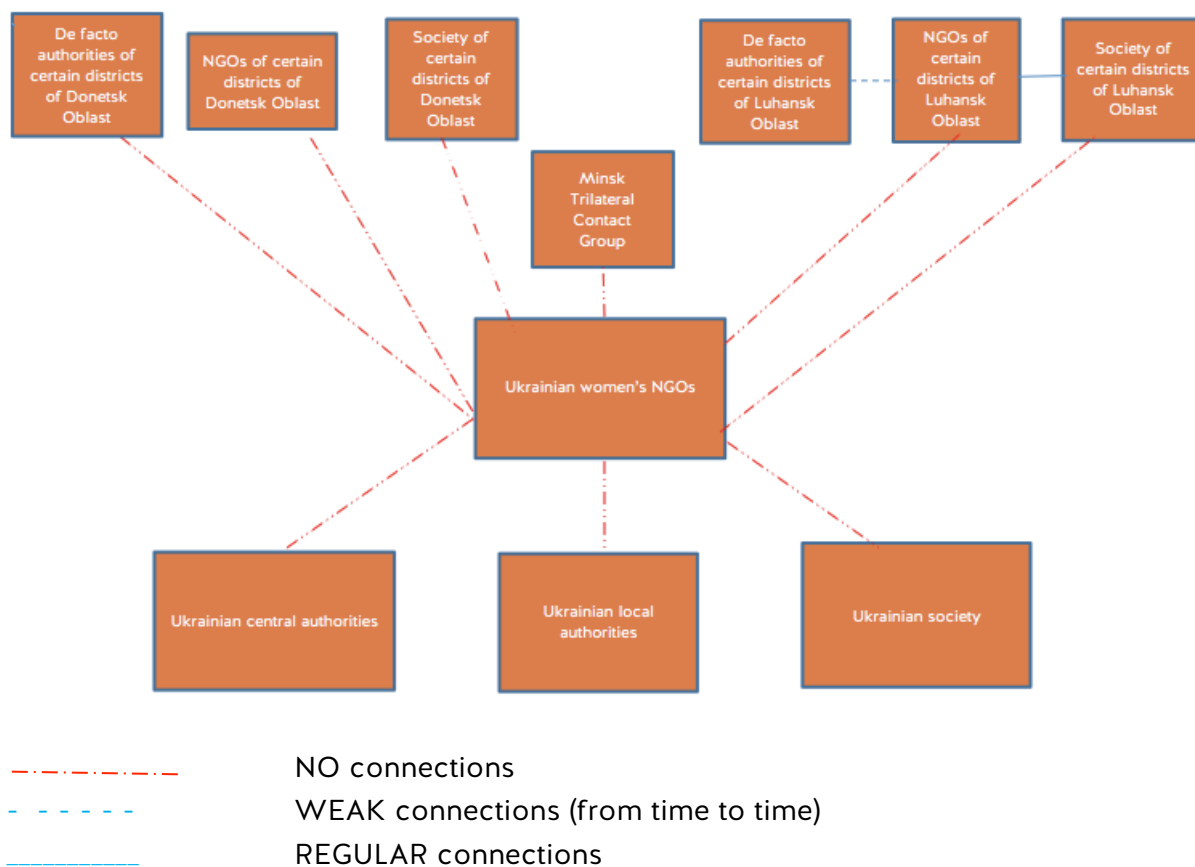 De facto
authorities of
certain districts
of Donetsk
Oblast
NGOs of certain
districts of
Donetsk Oblast
Society of
certain
districts of
Donetsk
Oblast
De facto
authorities of
certain districts
of Luhansk
Oblast
NGOs of
certain
districts of
Luhansk
Oblast
Society of
certain districts
of Luhansk
Oblast
Minsk
Trilateral
Contact
Group
Ukrainian women's NGOs
Ukrainian central authorities
Ukrainian local
authorities
Ukrainian society
NO connections
WEAK connections (from time to time)
REGULAR connections